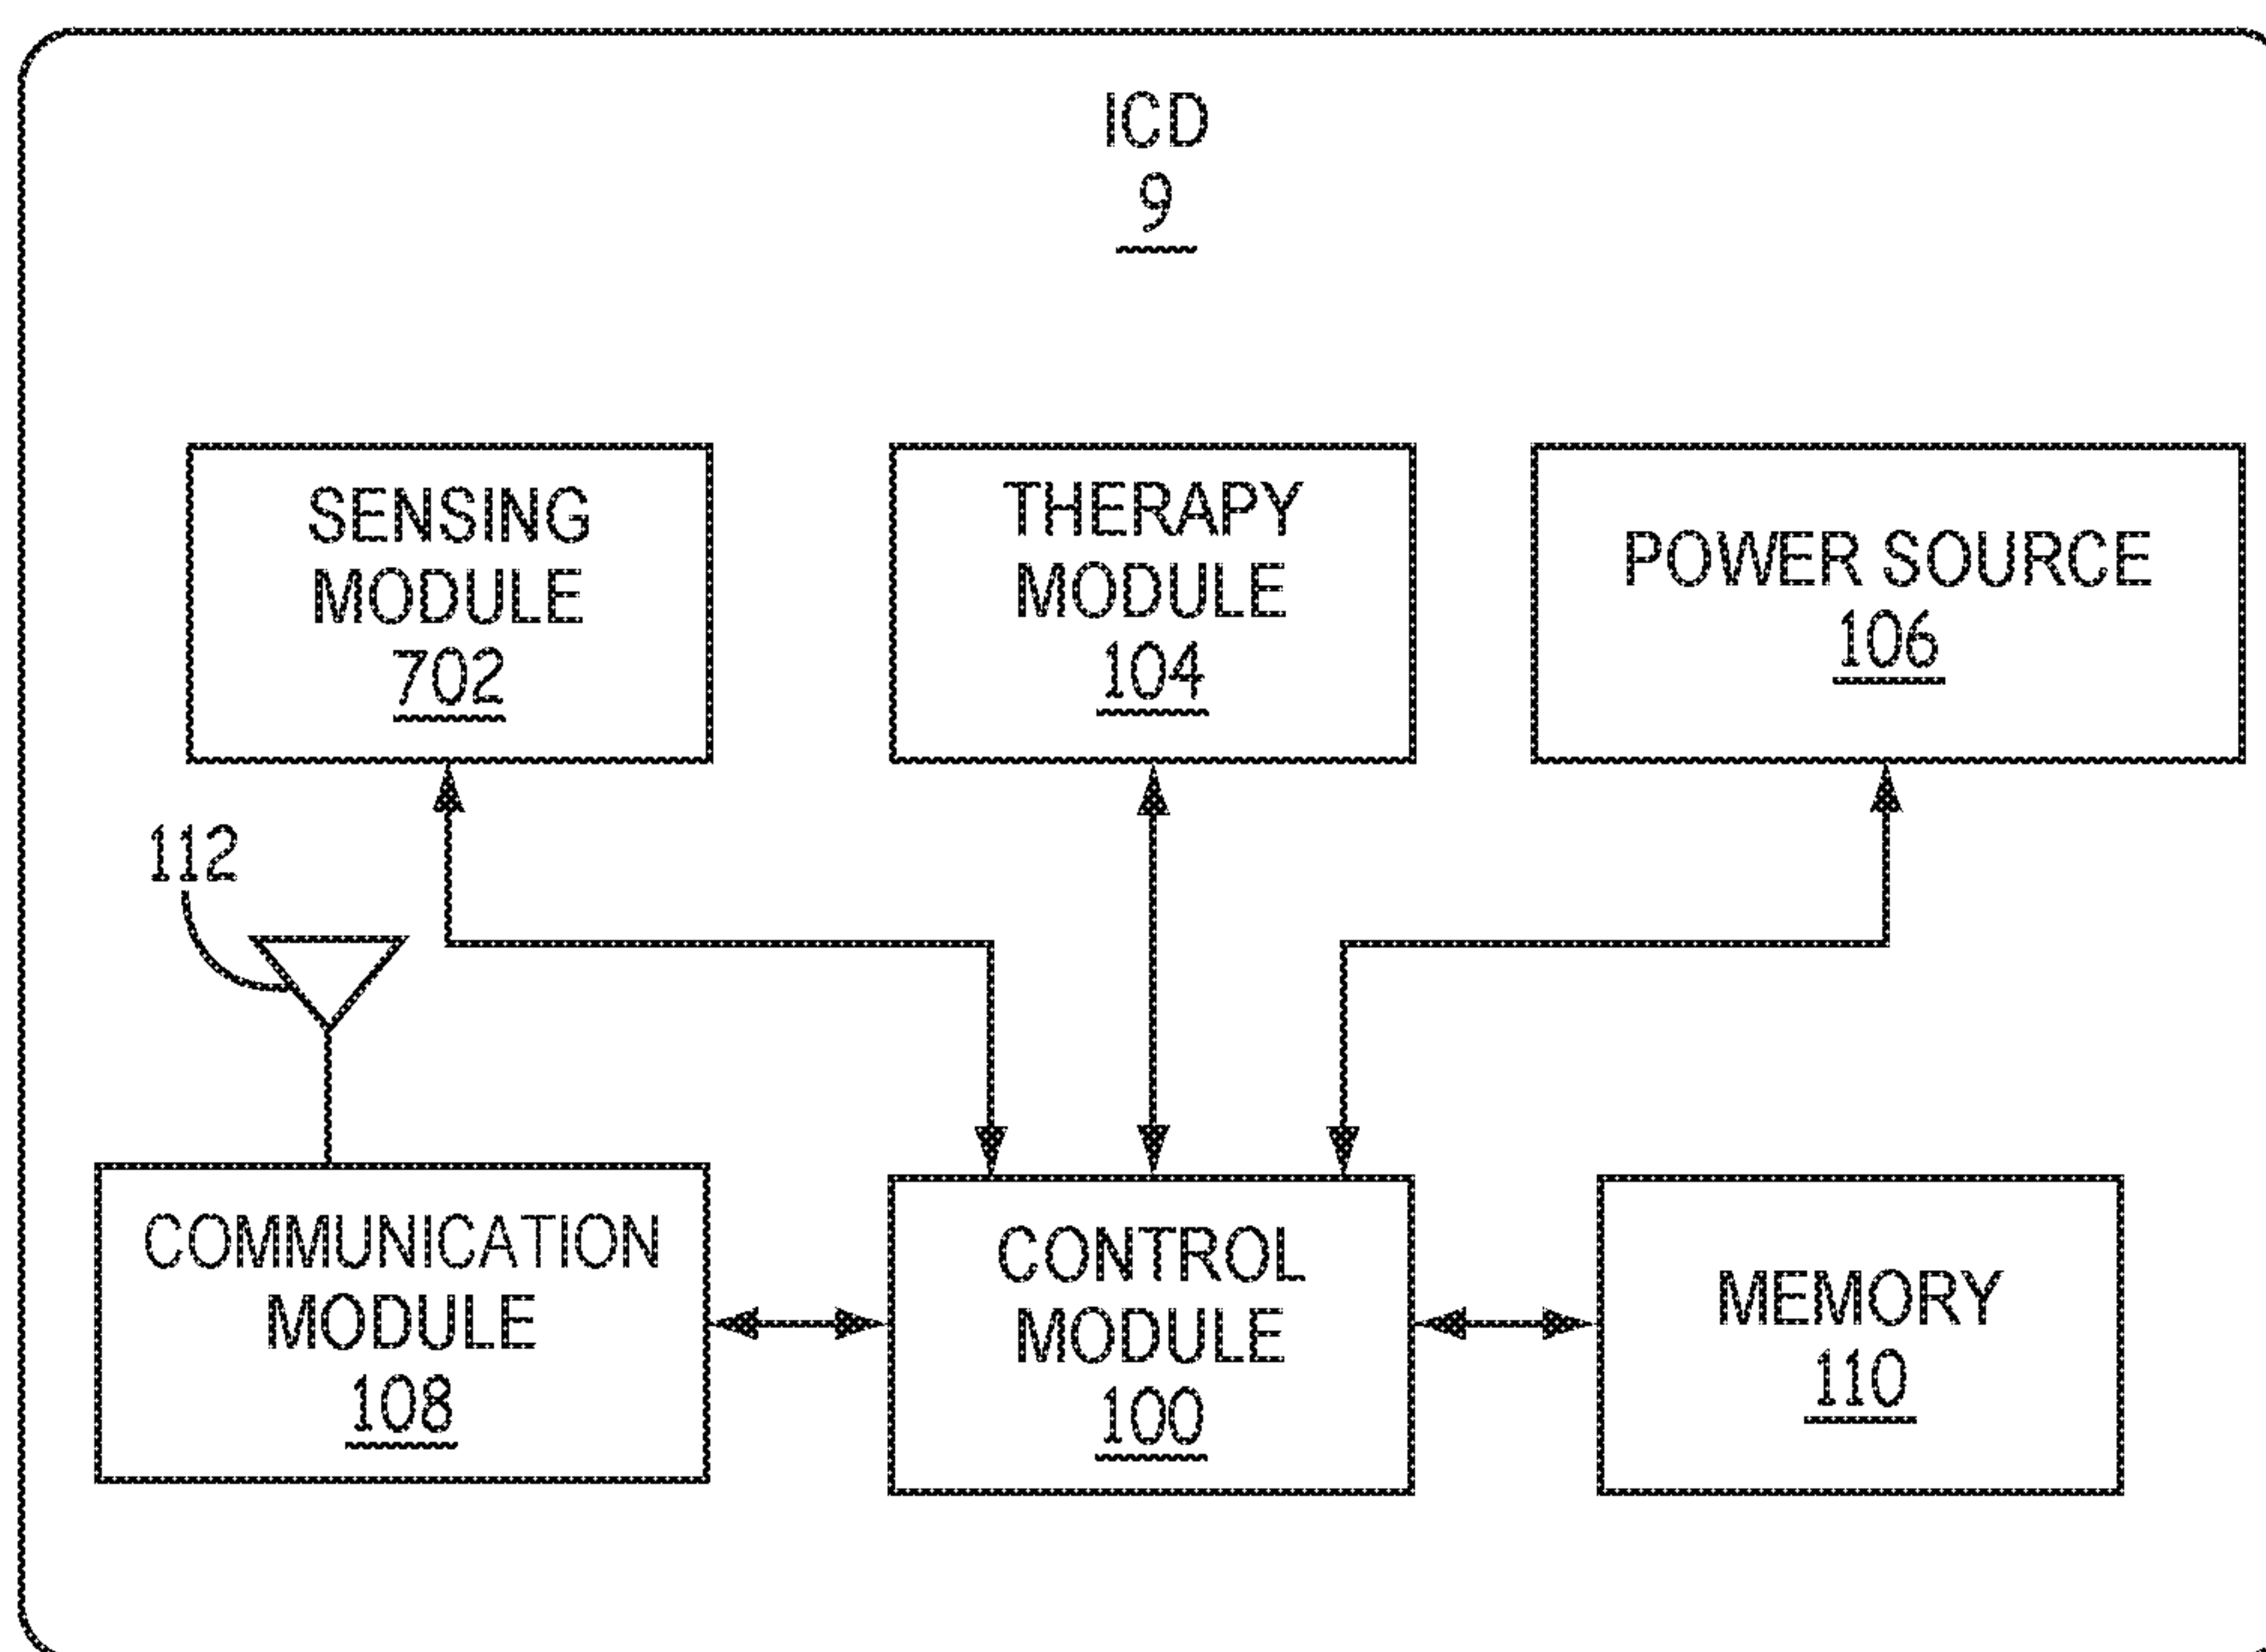 ICD
9
SENSING
MODULE
702
THERAPY
MODULE
104
POWER SOURCE
106
112
COMMUNICATION
MODULE
108
CONTROL
MODULE
100
MEMORY
110